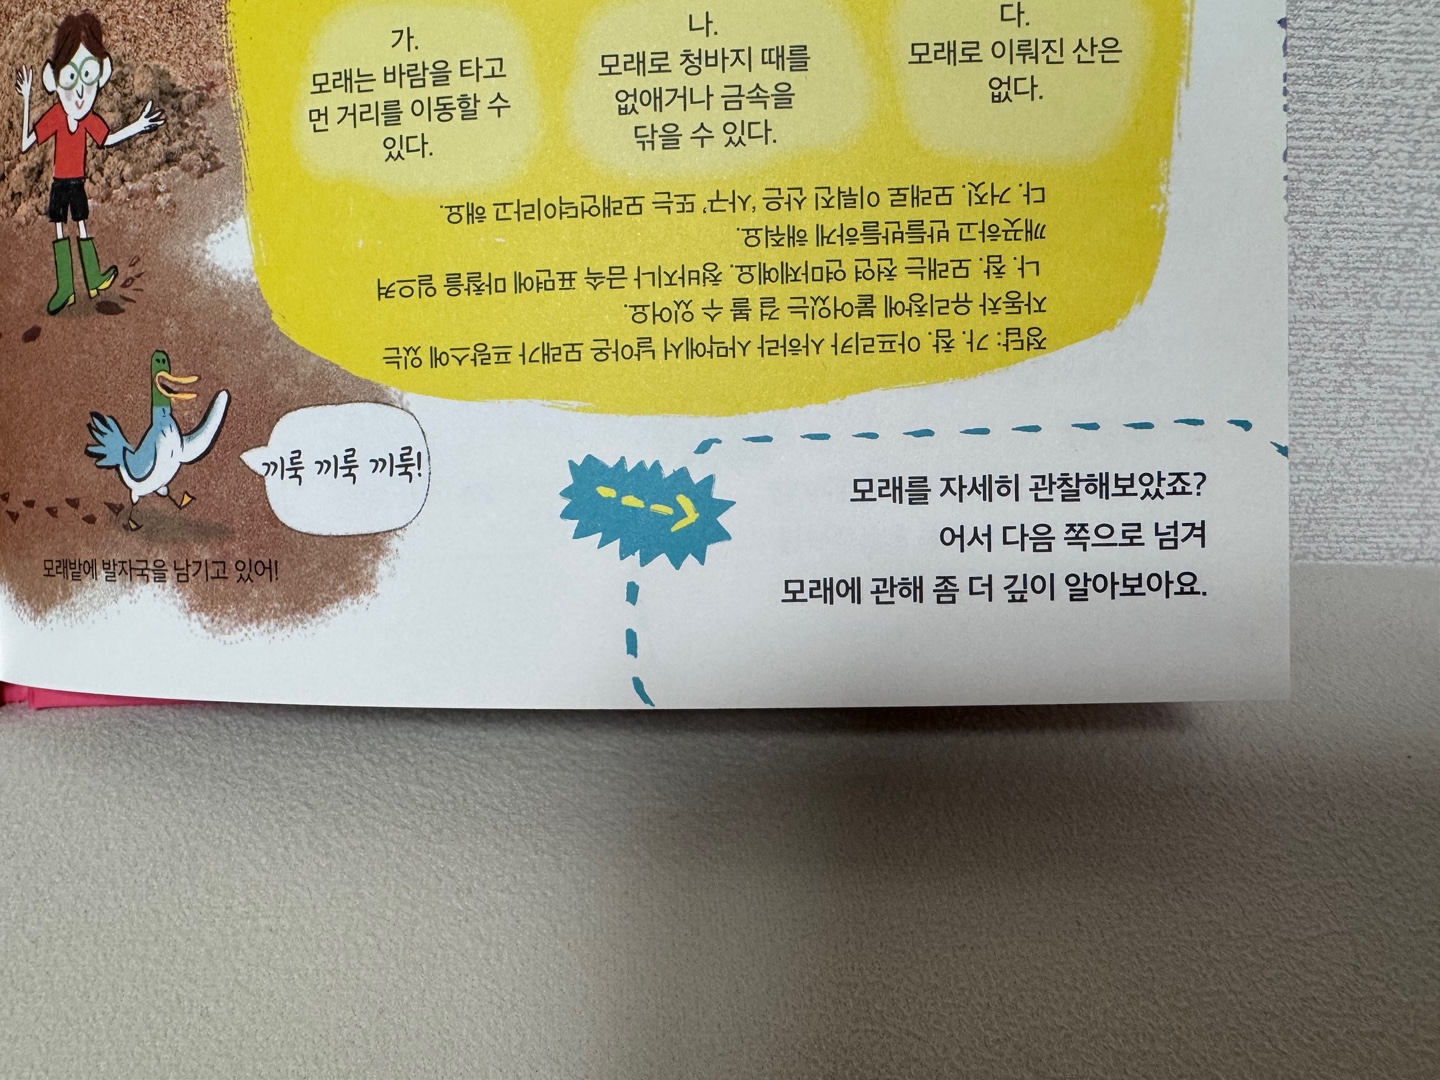 가.
모래는 바람을 타고
먼 거리를 이동할 수
있다.
나.
모래로 청바지 때를
없애거나 금속을
닦을 수 있다.
다.
모래로 이뤄진 산은
없다.
정답: 가. 참. 아프리카 사하라 사막에서 날아온 모래가 프랑스에 있는
자동차 유리창에 붙어있는 걸 볼 수 있어요.
나. 참. 모래는 천연 연마제예요. 청바지나 금속 표면에 마찰을 일으켜
깨끗하고 반들반들하게 해줘요.
다. 거짓. 모래로 이뤄진 산은 '사구' 또는 모래언덕이라고 해요.
끼룩 끼룩 끼룩!
모래밭에 발자국을 남기고 있어!
모래를 자세히 관찰해보았죠?
어서 다음 쪽으로 넘겨
모래에 관해 좀 더 깊이 알아보아요.